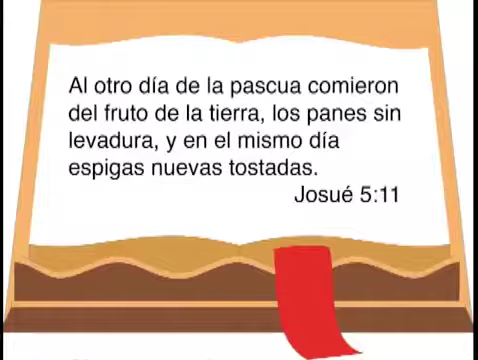 Al otro día de la pascua comieron
del fruto de la tierra, los panes sin
levadura, y en el mismo día
espigas nuevas tostadas.
Josué 5:11